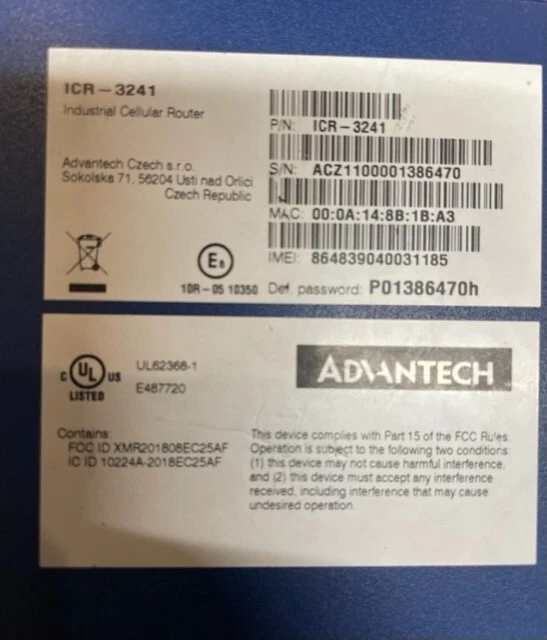 ICR-3241
Industrial Cellular Router
Advantech Czech s.r.o.
Sokolska 71, 56204 Usti nad Orlici
Czech Republic
E8
10R-05 10350
P/N: ICR-3241
S/N: ACZ1100001386470
MAC: 00:0A:14:8B:1B:A3
IMEI: 864839040031185
Def. password: P01386470h
C UL US
LISTED
UL62368-1
E487720
ADVANTECH
Contains:
FCC ID XMR201808EC25AF
IC ID 10224A-2018EC25AF
This device complies with Part 15 of the FCC Rules.
Operation is subject to the following two conditions:
(1) this device may not cause harmful interference,
and (2) this device must accept any interference
received, including interference that may cause
undesired operation.